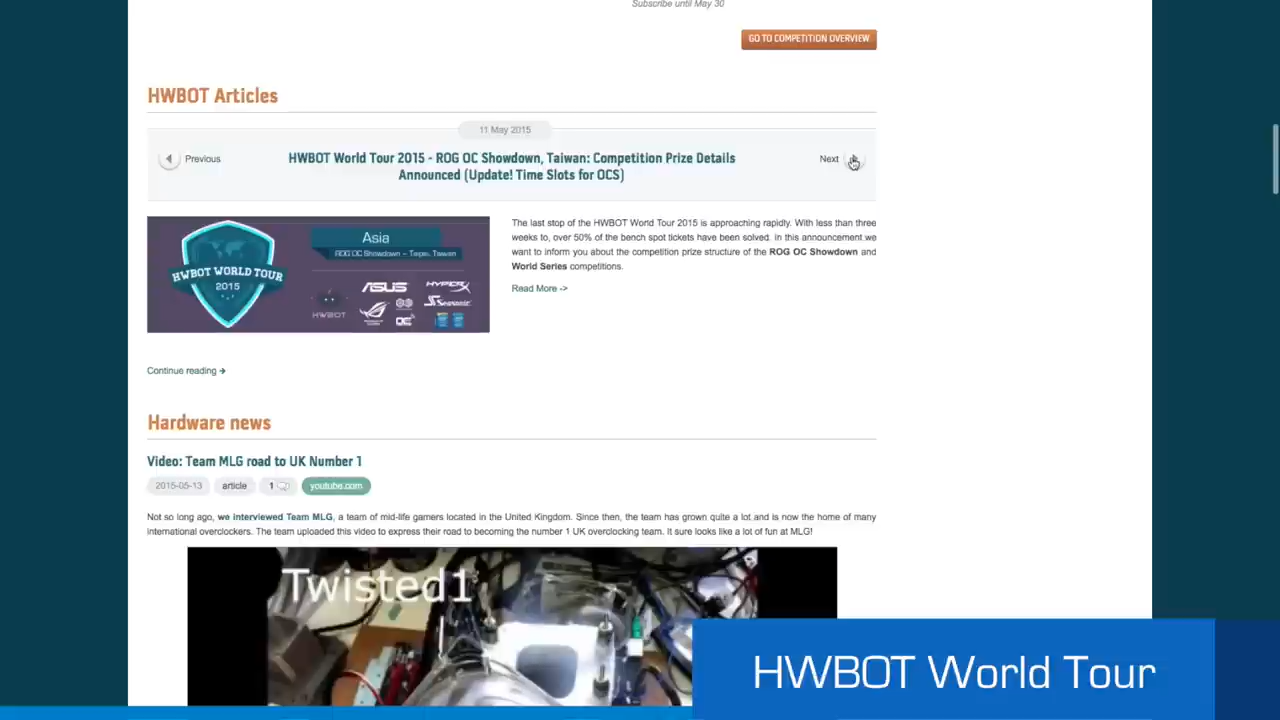 Subscribe until May 30
GO TO COMPETITION OVERVIEW
HWBOT Articles
11 May 2015
Previous
HWBOT World Tour 2015 - ROG OC Showdown, Taiwan: Competition Prize Details
Announced (Update! Time Slots for OCS)
Next
HWBOT WORLD TOUR
2015
Asia
ROG OC Showdown - Taipei, Taiwan
HWBOT
ASUS
HYPERX
Seasonic
The last stop of the HWBOT World Tour 2015 is approaching rapidly. With less than three
weeks to, over 50% of the bench spot tickets have been solved. In this announcement we
want to inform you about the competition prize structure of the ROG OC Showdown and
World Series competitions.
Read More ->
Continue reading →
Hardware news
Video: Team MLG road to UK Number 1
2015-05-13
article
1
youtube.com
Not so long ago, we interviewed Team MLG, a team of mid-life gamers located in the United Kingdom. Since then, the team has grown quite a lot and is now the home of many
international overclockers. The team uploaded this video to express their road to becoming the number 1 UK overclocking team. It sure looks like a lot of fun at MLG!
Twisted1
HWBOT World Tour